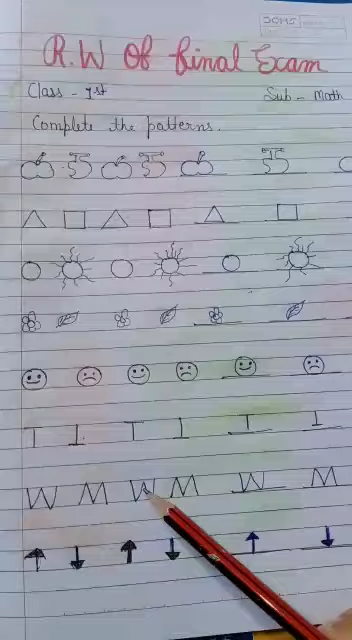 R.W Of final Exam
Class - 1st Sub - Math
Complete the patterns.
T ⊥ T ⊥ T ⊥
W M W M W M